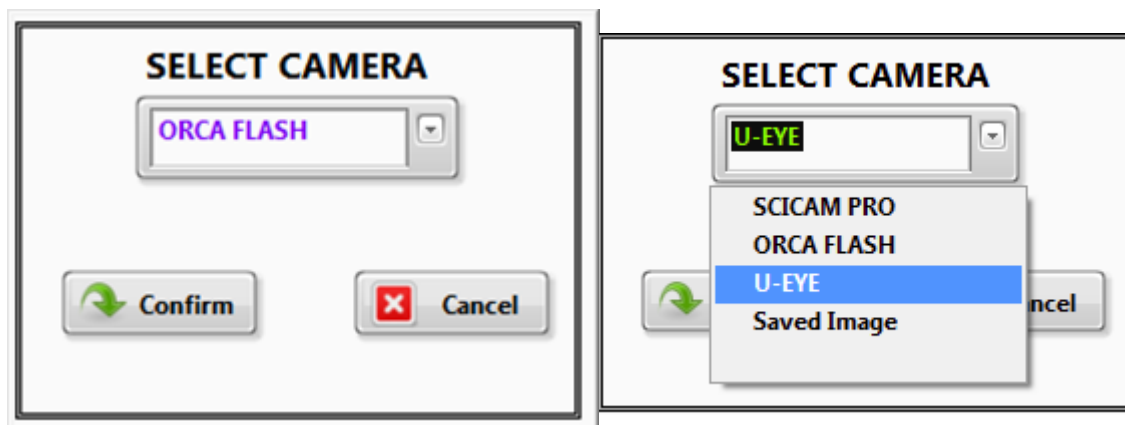 SELECT CAMERA
ORCA FLASH
Confirm
Cancel
SELECT CAMERA
U-EYE
SCICAM PRO
ORCA FLASH
U-EYE
Saved Image
ncel